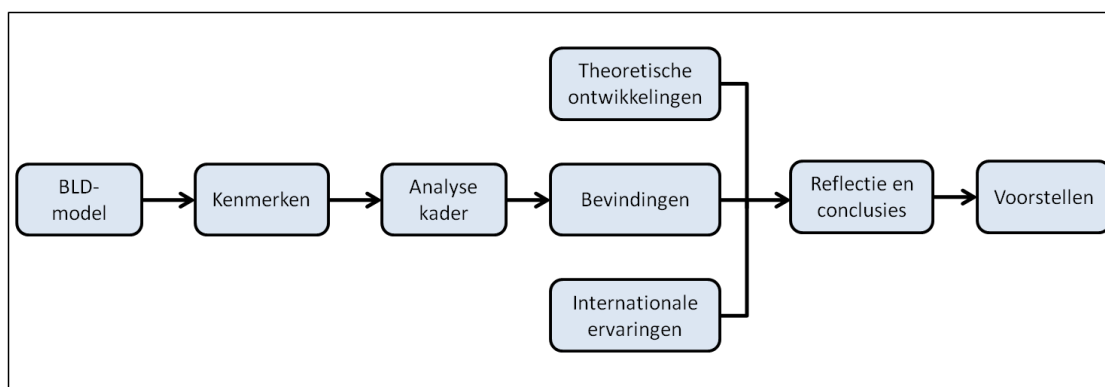 BLD-
model
Kenmerken
Analyse
kader
Theoretische
ontwikkelingen
Bevindingen
Internationale
ervaringen
Reflectie en
conclusies
Voorstellen